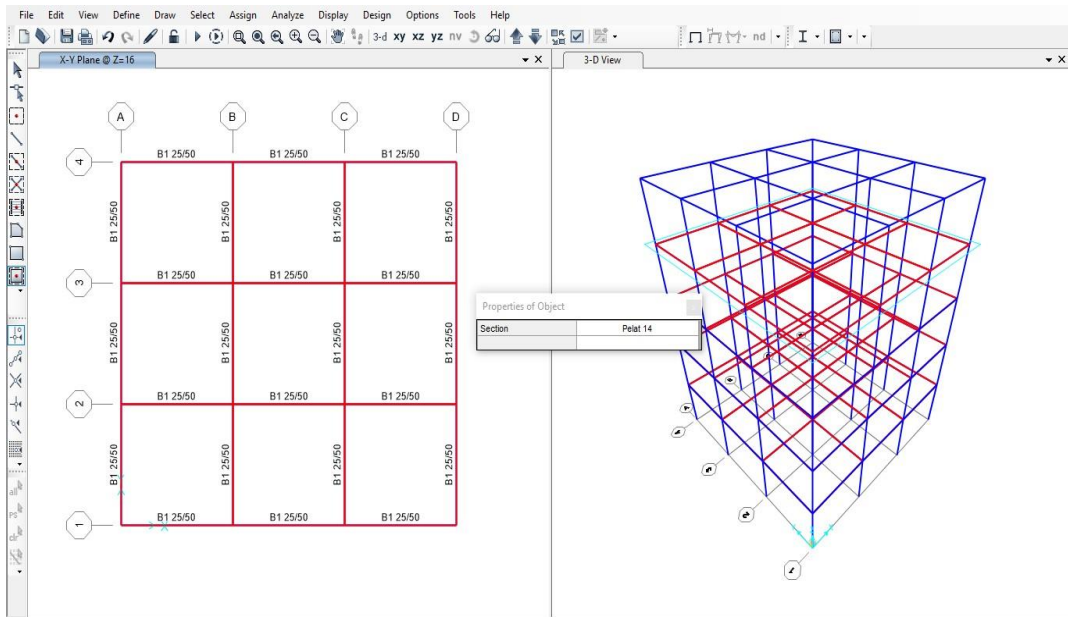 File Edit View Define Draw Select Assign Analyze Display Design Options Tools Help
3-d xy xz yz nv nd
X-Y Plane @ Z=16
3-D View
A B C D
4
B1 25/50 B1 25/50 B1 25/50
B1 25/50 B1 25/50 B1 25/50 B1 25/50
3
B1 25/50 B1 25/50 B1 25/50
B1 25/50 B1 25/50 B1 25/50 B1 25/50
2
B1 25/50 B1 25/50 B1 25/50
B1 25/50 B1 25/50 B1 25/50 B1 25/50
1
B1 25/50 B1 25/50 B1 25/50
X
Properties of Object
Section Pelat 14
all
PS
clr